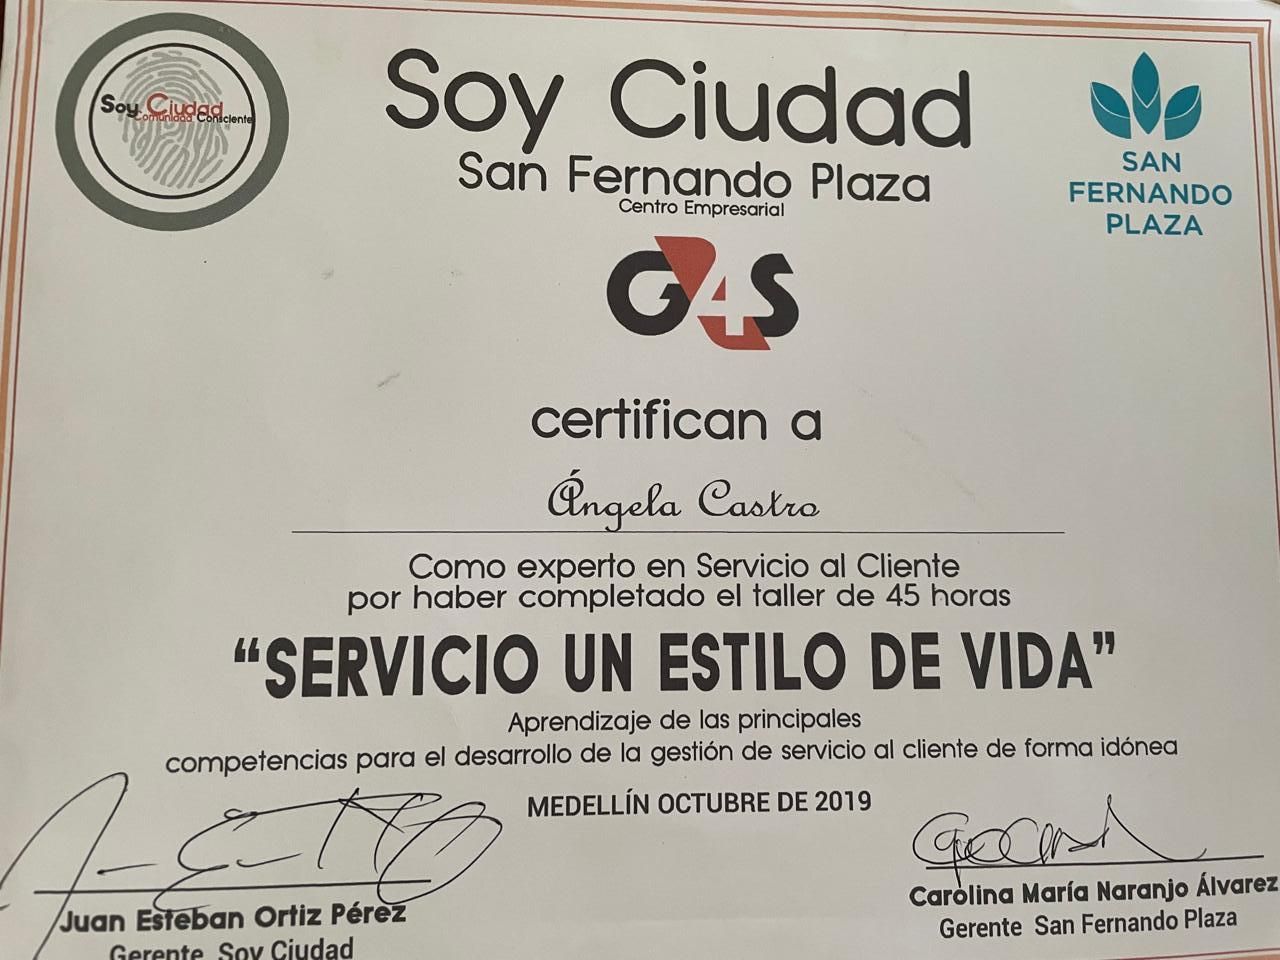 Soy Ciudad
Comunidad Consciente
Soy Ciudad
San Fernando Plaza
Centro Empresarial
SAN
FERNANDO
PLAZA
G4S
certifican a
Ángela Castro
Como experto en Servicio al Cliente
por haber completado el taller de 45 horas
“SERVICIO UN ESTILO DE VIDA”
Aprendizaje de las principales
competencias para el desarrollo de la gestión de servicio al cliente de forma idónea
MEDELLÍN OCTUBRE DE 2019
Juan Esteban Ortiz Pérez
Gerente Soy Ciudad
Carolina María Naranjo Álvarez
Gerente San Fernando Plaza